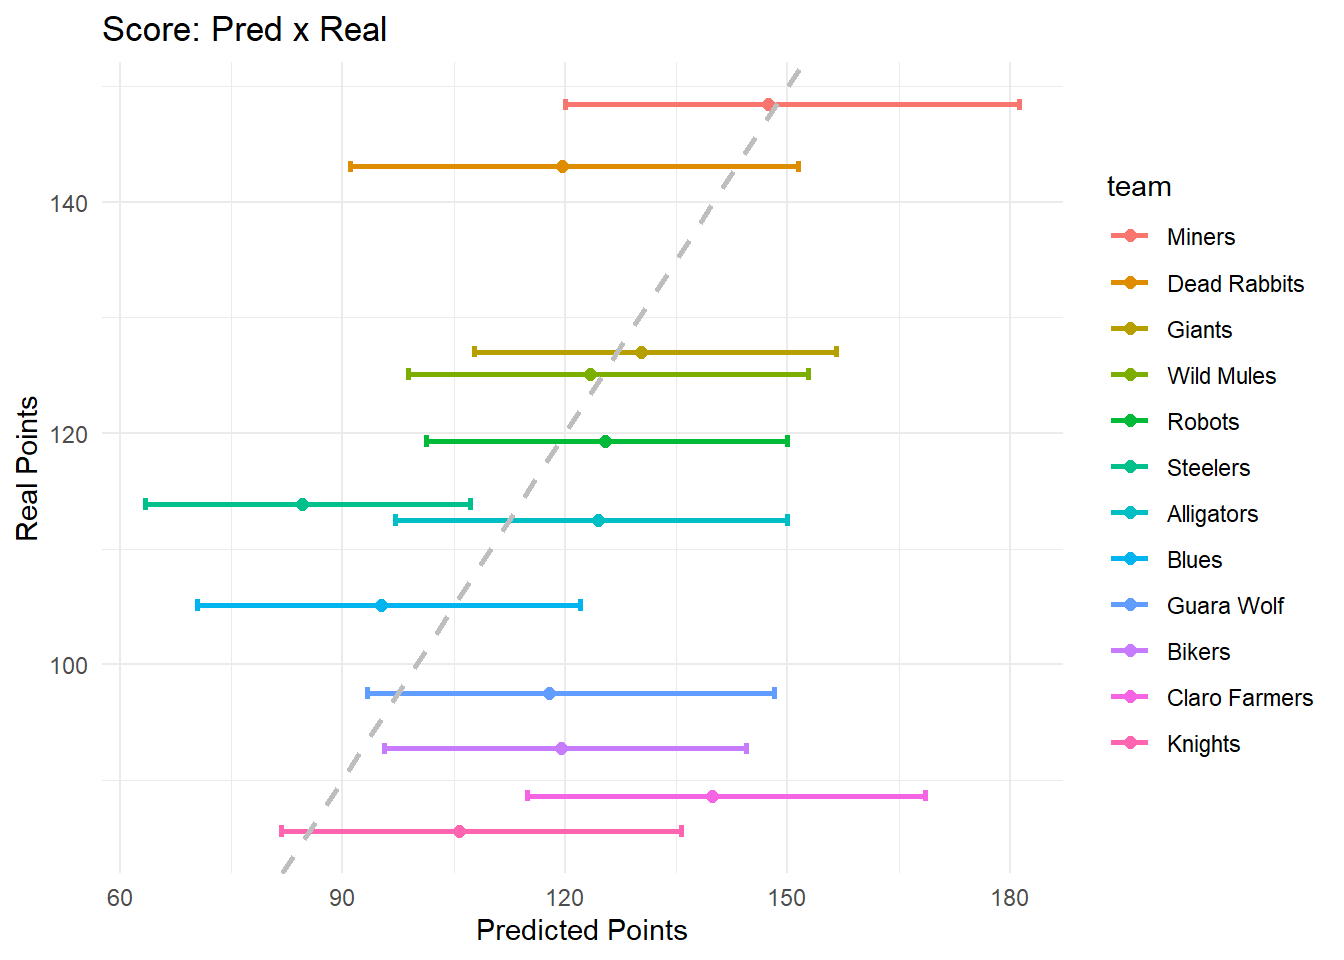 Score: Pred x Real
Real Points
140
120
100
60
90
120
150
180
Predicted Points
team
Miners
Dead Rabbits
Giants
Wild Mules
Robots
Steelers
Alligators
Blues
Guara Wolf
Bikers
Claro Farmers
Knights